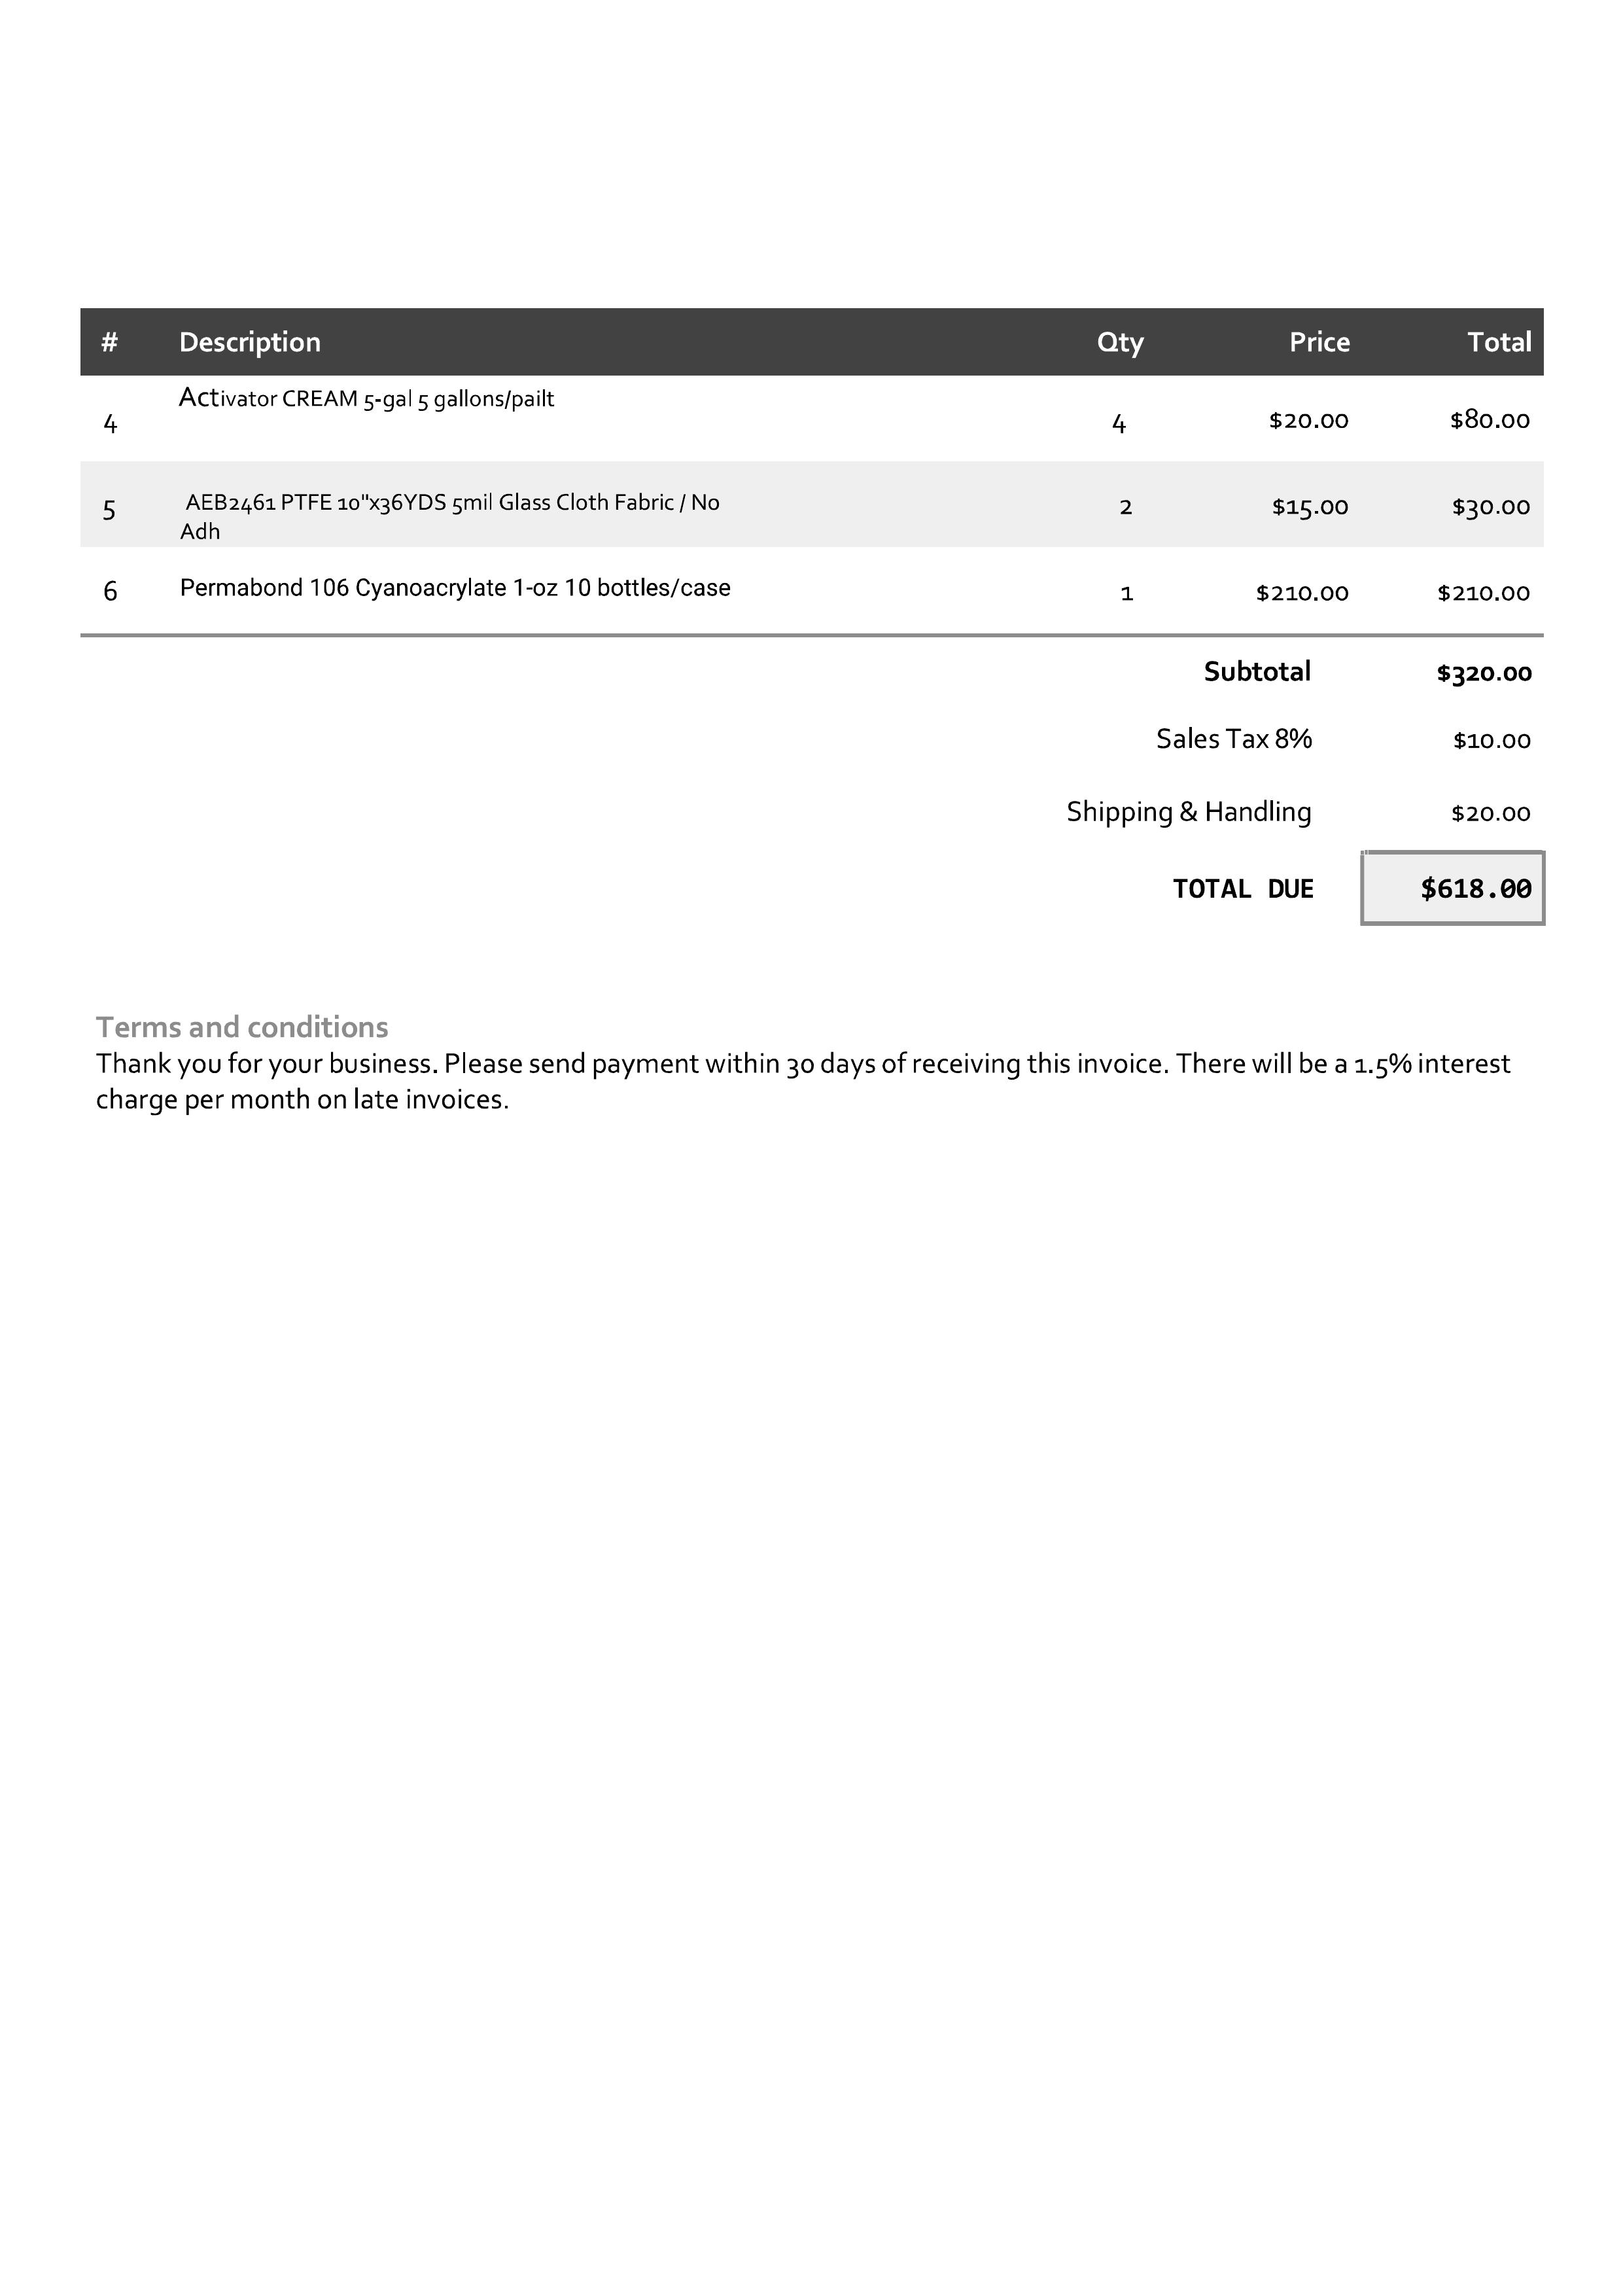 # Description Qty Price Total
4 Activator CREAM 5-gal 5 gallons/pailt 4 $20.00 $80.00
5 AEB2461 PTFE 10"x36YDS 5mil Glass Cloth Fabric / No 2 $15.00 $30.00
Adh
6 Permabond 106 Cyanoacrylate 1-oz 10 bottles/case 1 $210.00 $210.00
Subtotal $320.00
Sales Tax 8% $10.00
Shipping & Handling $20.00
TOTAL DUE $618.00
Terms and conditions
Thank you for your business. Please send payment within 30 days of receiving this invoice. There will be a 1.5% interest
charge per month on late invoices.